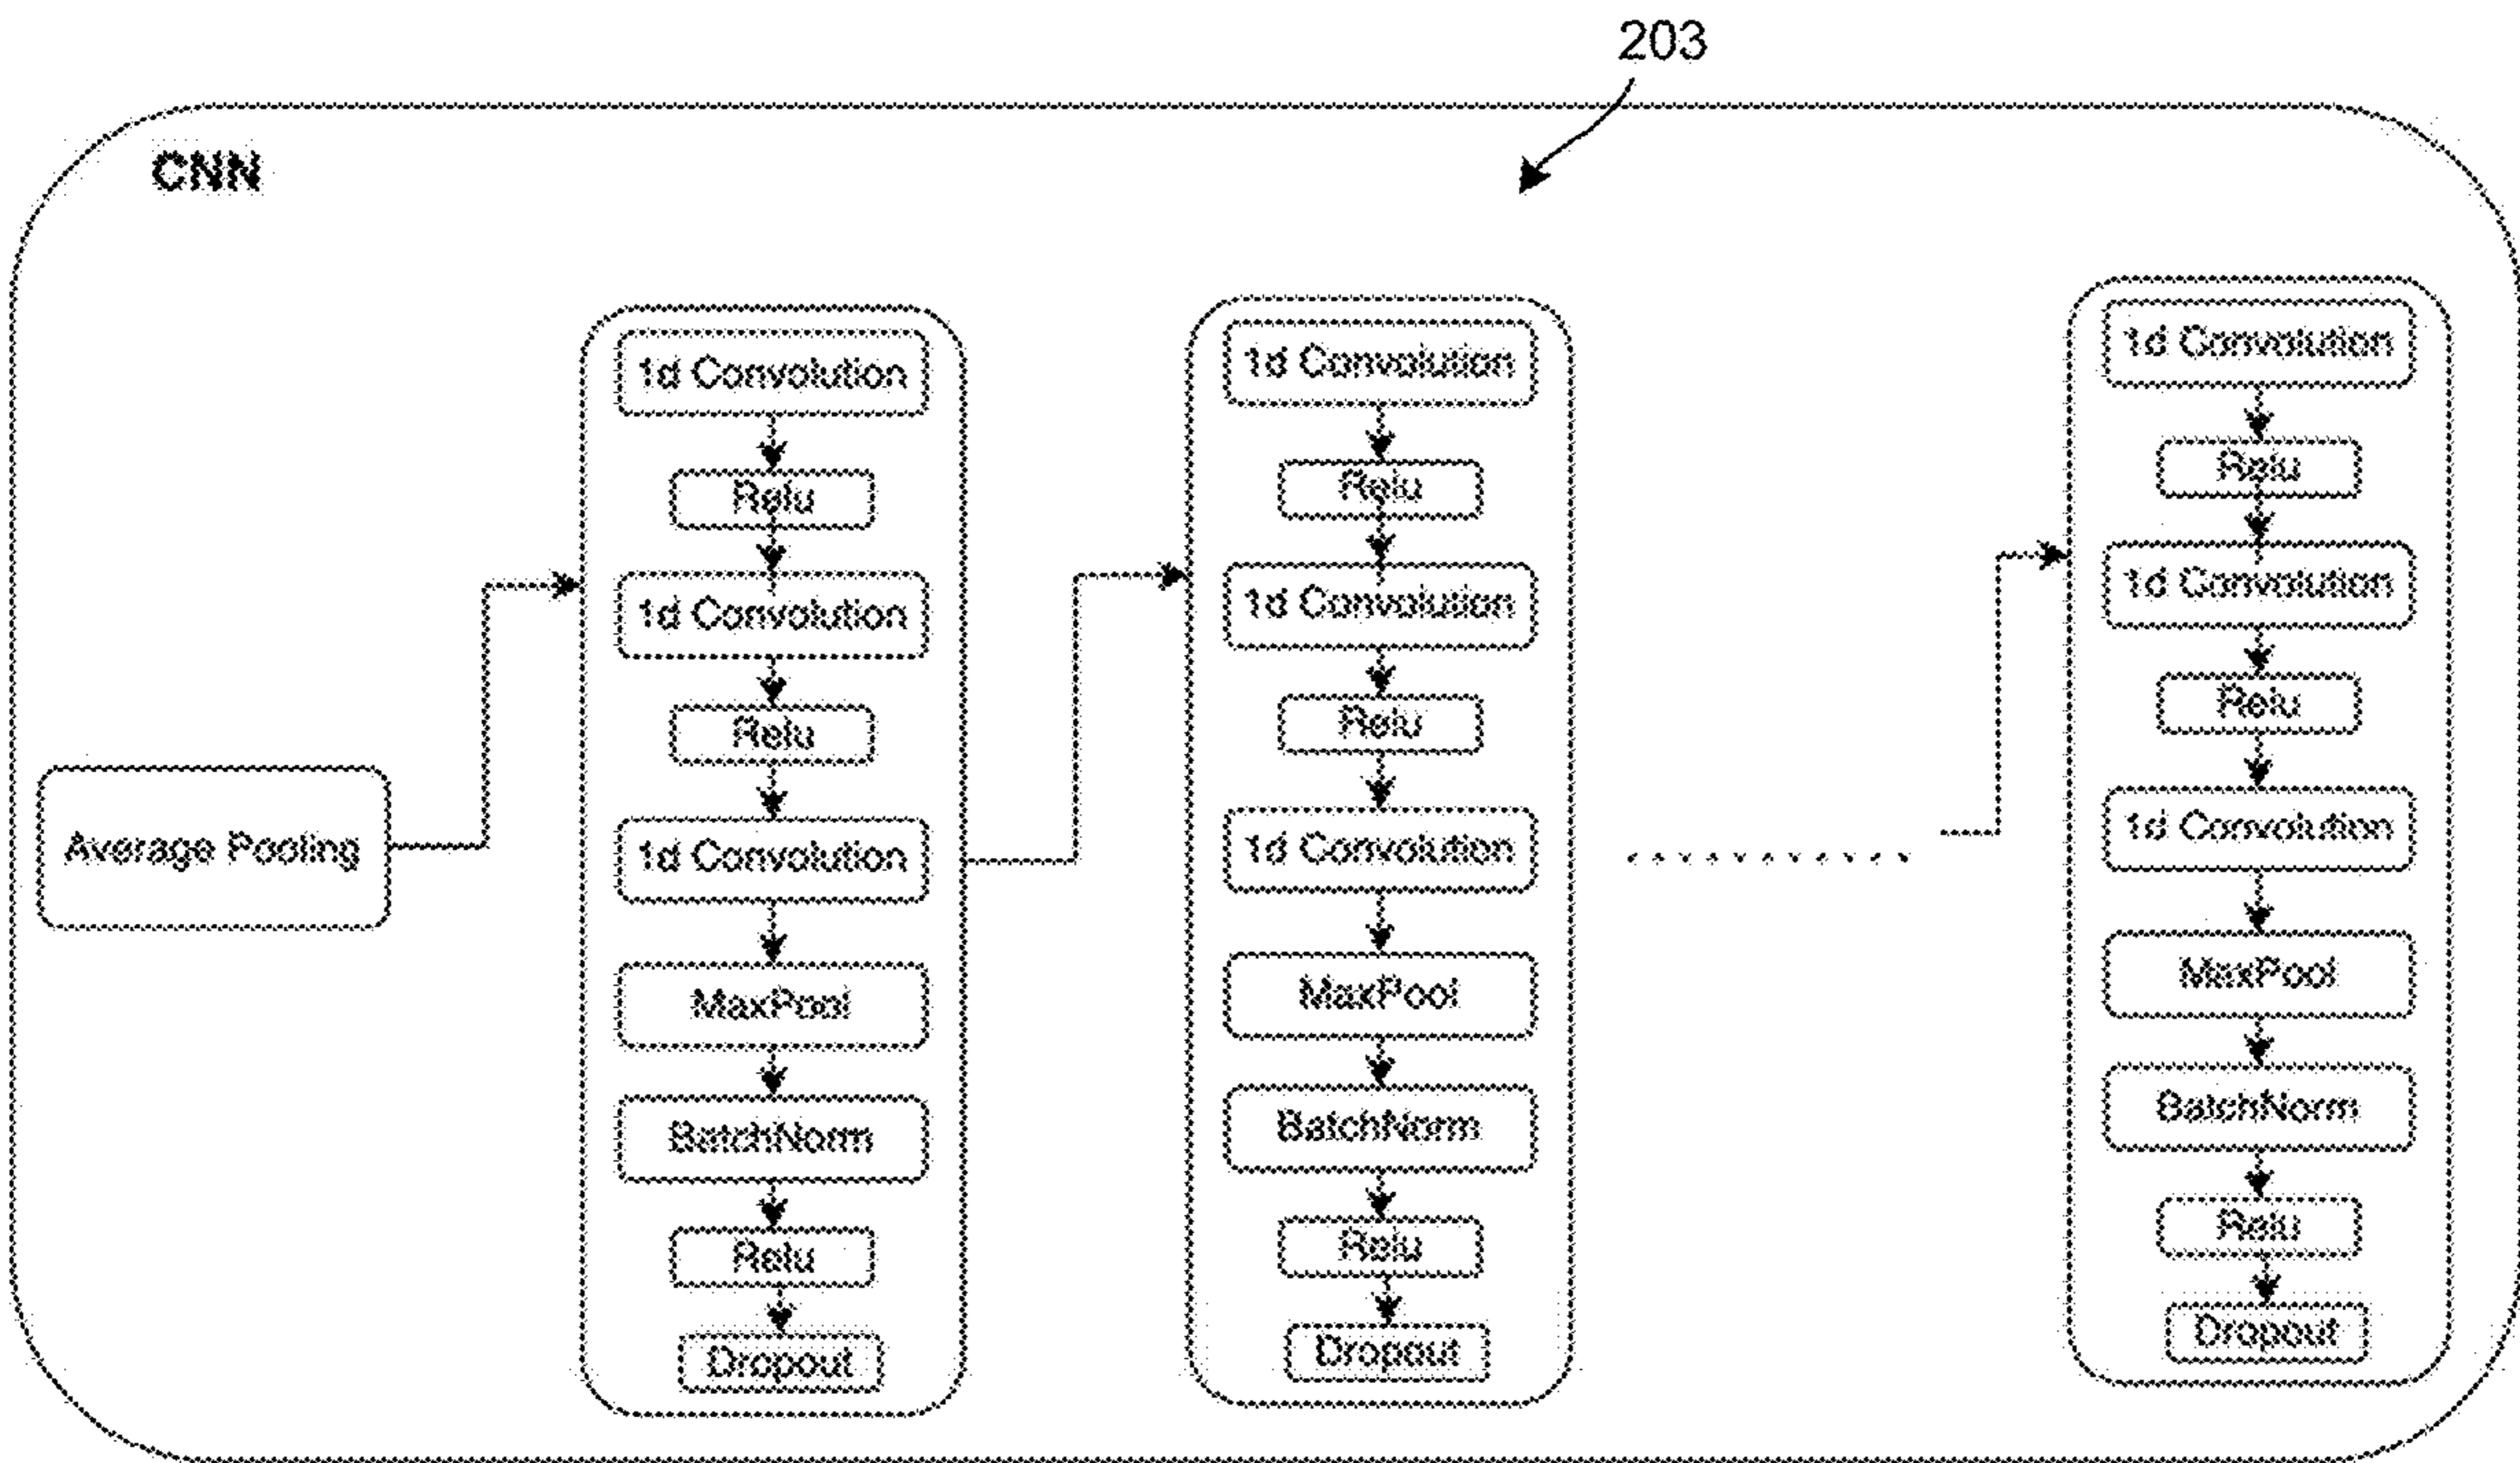 203
CNN
Average Pooling
1d Convolution
Relu
1d Convolution
Relu
1d Convolution
MaxPool
BatchNorm
Relu
Dropout
1d Convolution
Relu
1d Convolution
Relu
1d Convolution
MaxPool
BatchNorm
Relu
Dropout
1d Convolution
Relu
1d Convolution
Relu
1d Convolution
MaxPool
BatchNorm
Relu
Dropout